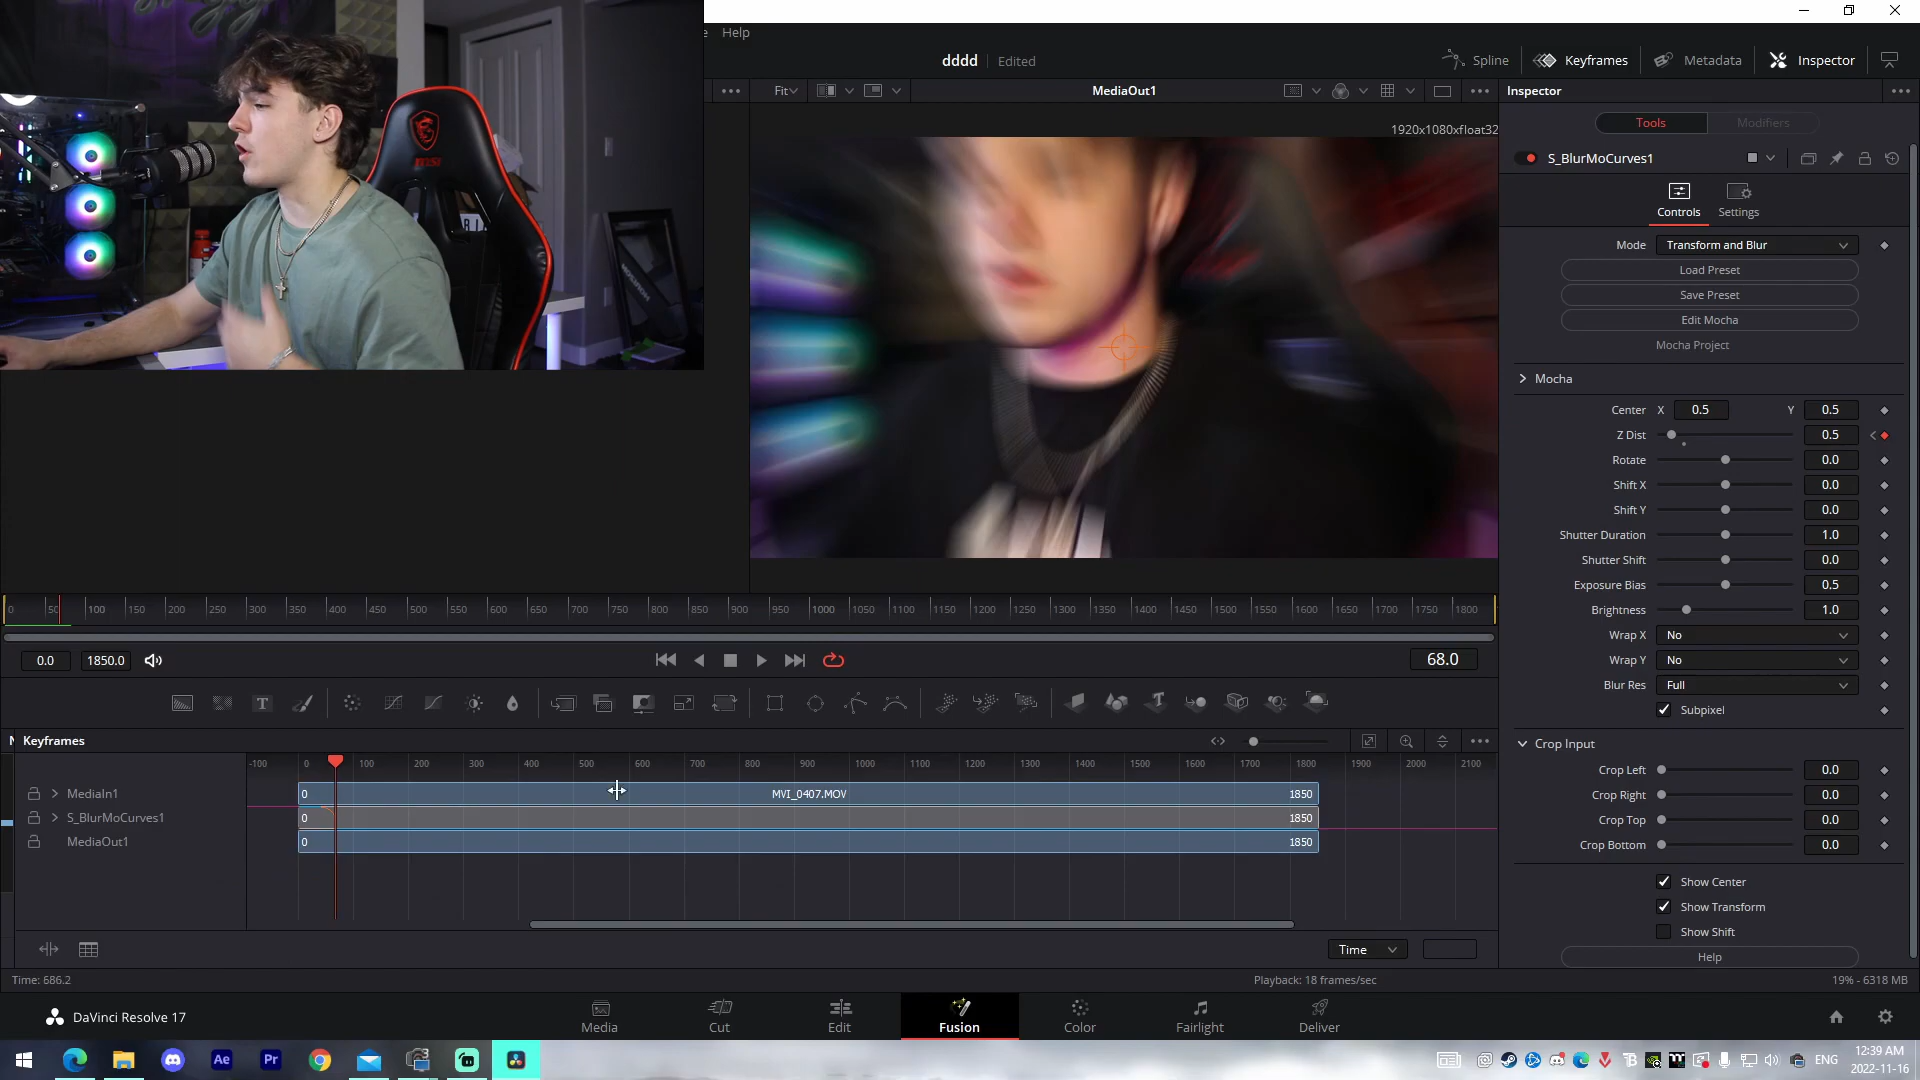 e Help
dddd Edited
Spline Keyframes Metadata Inspector
Fit MediaOut1
Inspector
1920x1080xfloat32
Tools Modifiers
S_BlurMoCurves1
Controls Settings
Mode Transform and Blur
Load Preset
Save Preset
Edit Mocha
Mocha Project
Mocha
Center X 0.5 Y 0.5
Z Dist 0.5
Rotate 0.0
Shift X 0.0
Shift Y 0.0
Shutter Duration 1.0
Shutter Shift 0.0
Exposure Bias 0.5
Brightness 1.0
Wrap X No
Wrap Y No
Blur Res Full
Subpixel
Crop Input
Crop Left 0.0
Crop Right 0.0
Crop Top 0.0
Crop Bottom 0.0
Show Center
Show Transform
Show Shift
Help
0 50 100 150 200 250 300 350 400 450 500 550 600 650 700 750 800 850 900 950 1000 1050 1100 1150 1200 1250 1300 1350 1400 1450 1500 1550 1600 1650 1700 1750 1800
0.0 1850.0 68.0
Keyframes
-100 0 100 200 300 400 500 600 700 800 900 1000 1100 1200 1300 1400 1500 1600 1700 1800 1900 2000 2100
MediaIn1 0 MVI_0407.MOV 1850
S_BlurMoCurves1 0 1850
MediaOut1 0 1850
Time
Time: 686.2 Playback: 18 frames/sec 19% - 6318 MB
DaVinci Resolve 17
Media Cut Edit Fusion Color Fairlight Deliver
Ae Pr
ENG
12:39 AM
2022-11-16
msi